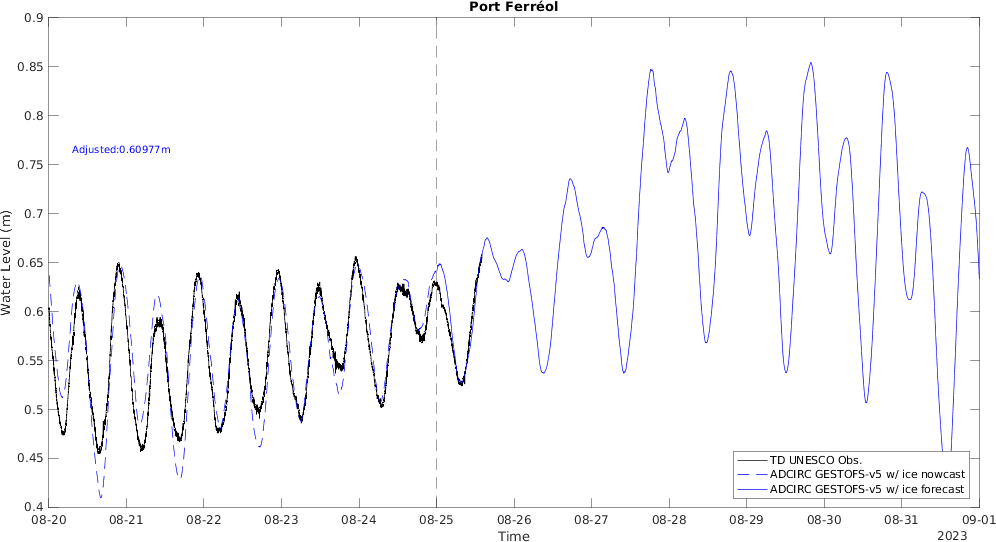 Port Ferréol
0.9
0.85
0.8
0.75
0.7
0.65
0.6
0.55
0.5
0.45
0.4
Water Level (m)
Adjusted:0.60977m
TD UNESCO Obs.
ADCIRC GESTOFS-v5 w/ ice nowcast
ADCIRC GESTOFS-v5 w/ ice forecast
08-20 08-21 08-22 08-23 08-24 08-25 08-26 08-27 08-28 08-29 08-30 08-31 09-01
Time
2023